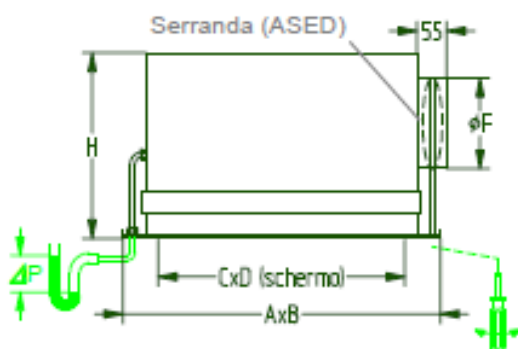 Serranda (ASED)
55
H
øF
ΔP
CxD (schermo)
AxB